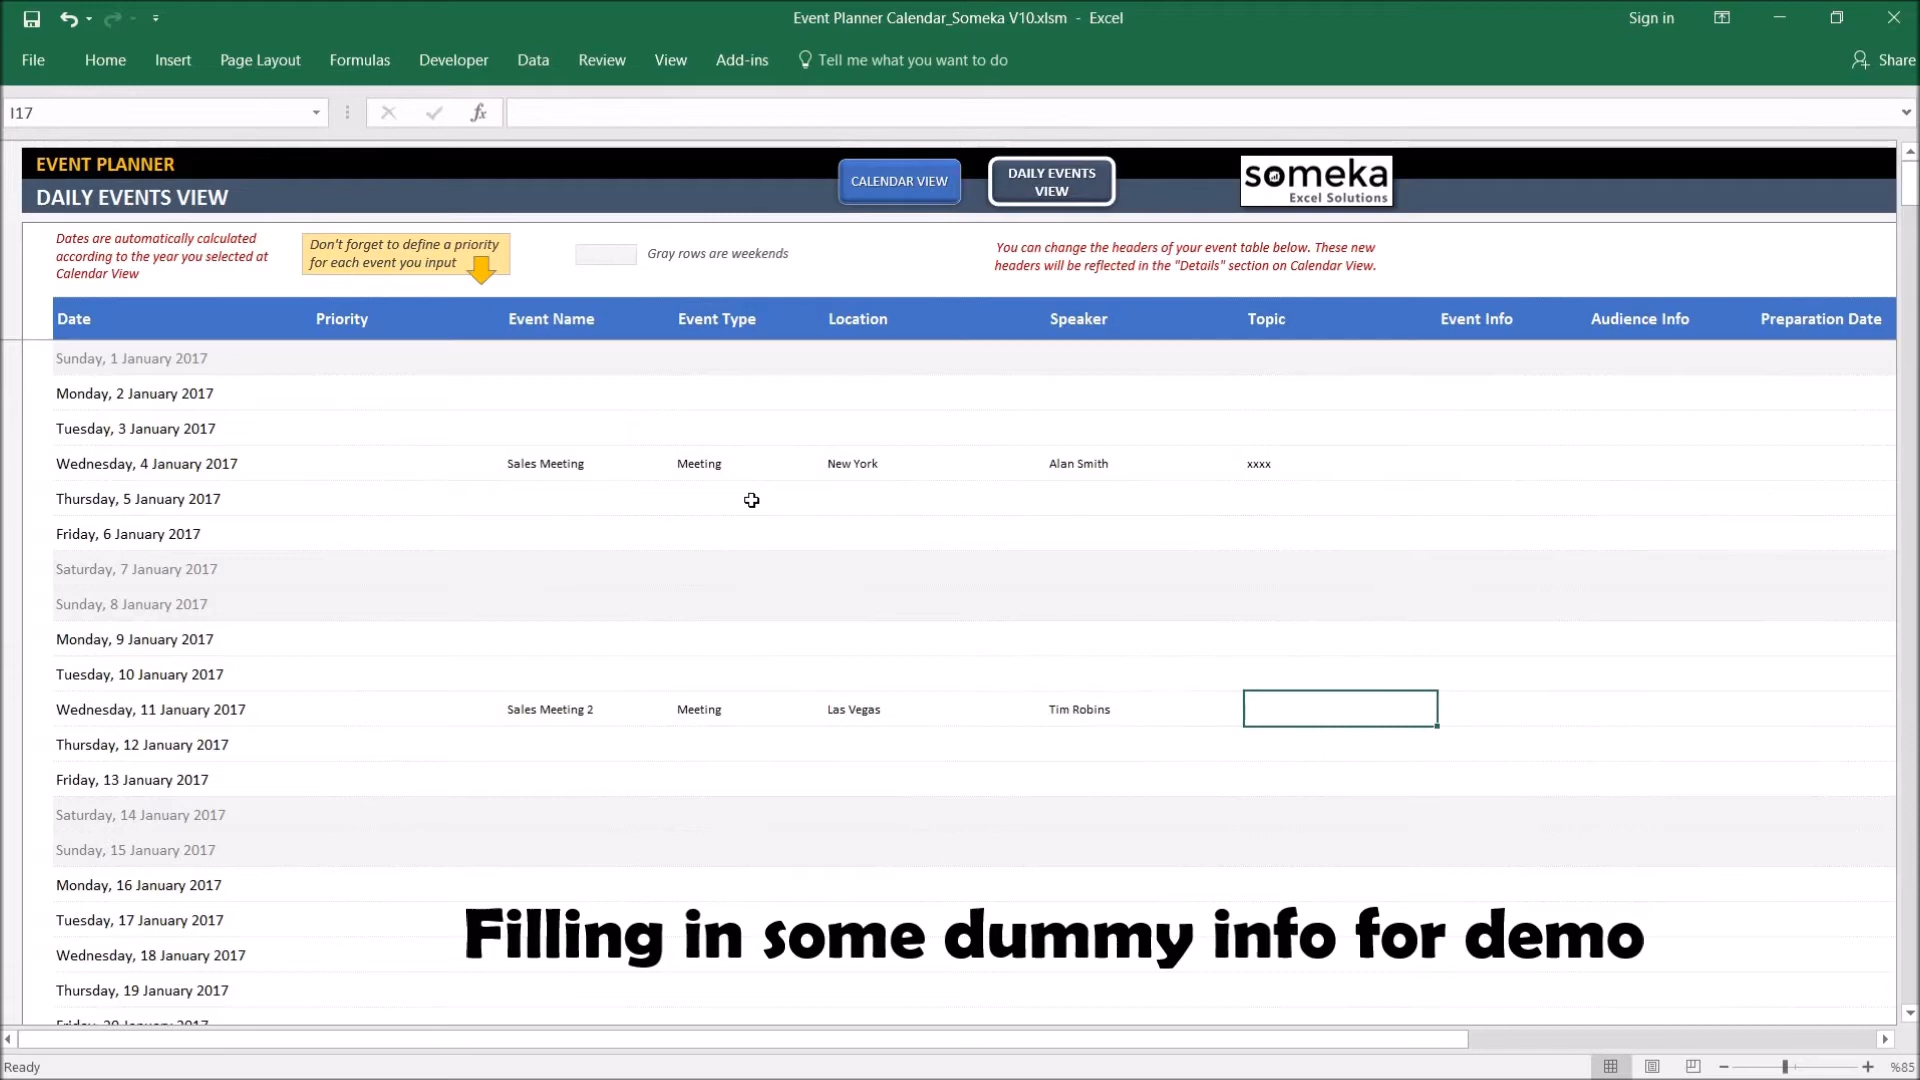 Event Planner Calendar_Someka V10.xlsm - Excel
Sign in
File Home Insert Page Layout Formulas Developer Data Review View Add-ins Tell me what you want to do Share
I17
fx
EVENT PLANNER
DAILY EVENTS VIEW
CALENDAR VIEW
DAILY EVENTS
VIEW
someka
Excel Solutions
Dates are automatically calculated
according to the year you selected at
Calendar View
Don't forget to define a priority
for each event you input
Gray rows are weekends
You can change the headers of your event table below. These new
headers will be reflected in the "Details" section on Calendar View.
Date Priority Event Name Event Type Location Speaker Topic Event Info Audience Info Preparation Date
Sunday, 1 January 2017
Monday, 2 January 2017
Tuesday, 3 January 2017
Wednesday, 4 January 2017 Sales Meeting Meeting New York Alan Smith xxxx
Thursday, 5 January 2017
Friday, 6 January 2017
Saturday, 7 January 2017
Sunday, 8 January 2017
Monday, 9 January 2017
Tuesday, 10 January 2017
Wednesday, 11 January 2017 Sales Meeting 2 Meeting Las Vegas Tim Robins
Thursday, 12 January 2017
Friday, 13 January 2017
Saturday, 14 January 2017
Sunday, 15 January 2017
Monday, 16 January 2017
Tuesday, 17 January 2017
Wednesday, 18 January 2017
Thursday, 19 January 2017
Friday, 20 January 2017
Filling in some dummy info for demo
Ready
%85